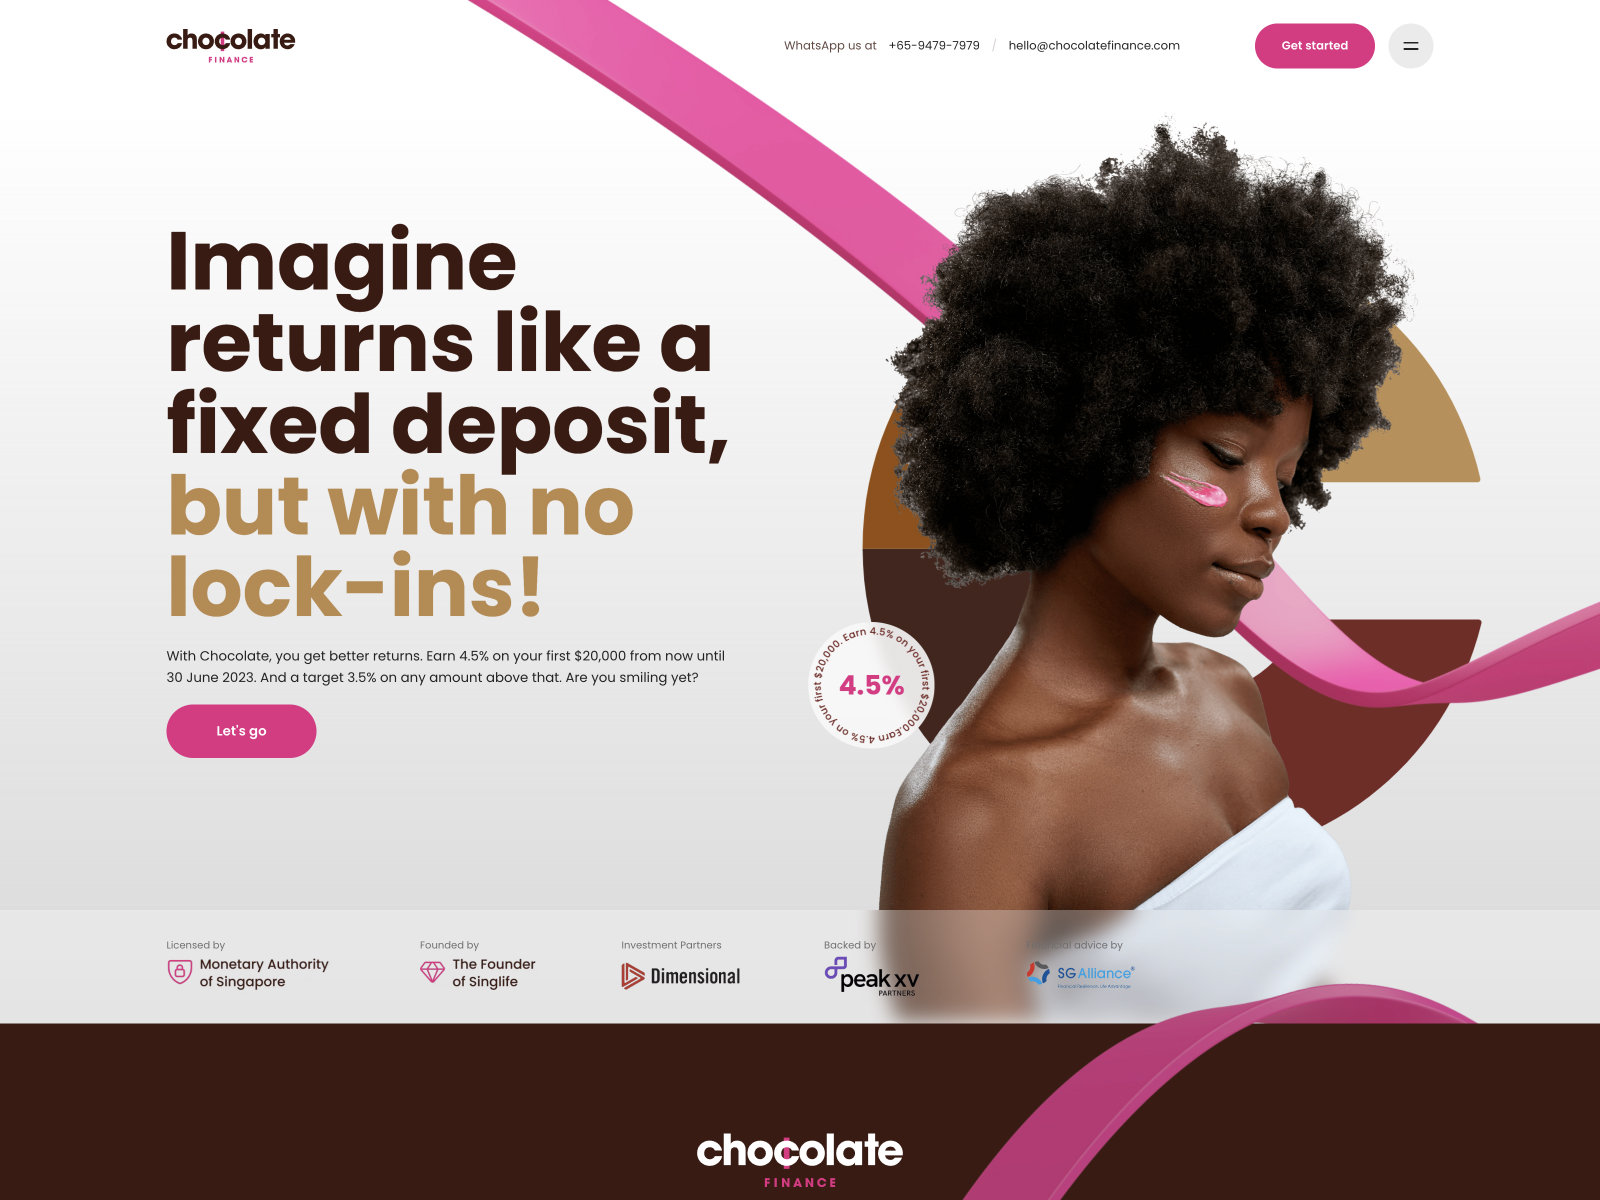 chocolate
FINANCE
WhatsApp us at +65-9479-7979 / hello@chocolatefinance.com
Get started
Imagine
returns like a
fixed deposit,
but with no
lock-ins!
With Chocolate, you get better returns. Earn 4.5% on your first $20,000 from now until
30 June 2023. And a target 3.5% on any amount above that. Are you smiling yet?
Let's go
Earn 4.5% on your first $20,000. Earn 4.5% on your first $20,000.
4.5%
Licensed by
Monetary Authority
of Singapore
Founded by
The Founder
of Singlife
Investment Partners
Dimensional
Backed by
peak xv
PARTNERS
advice by
SGAlliance
chocolate
FINANCE